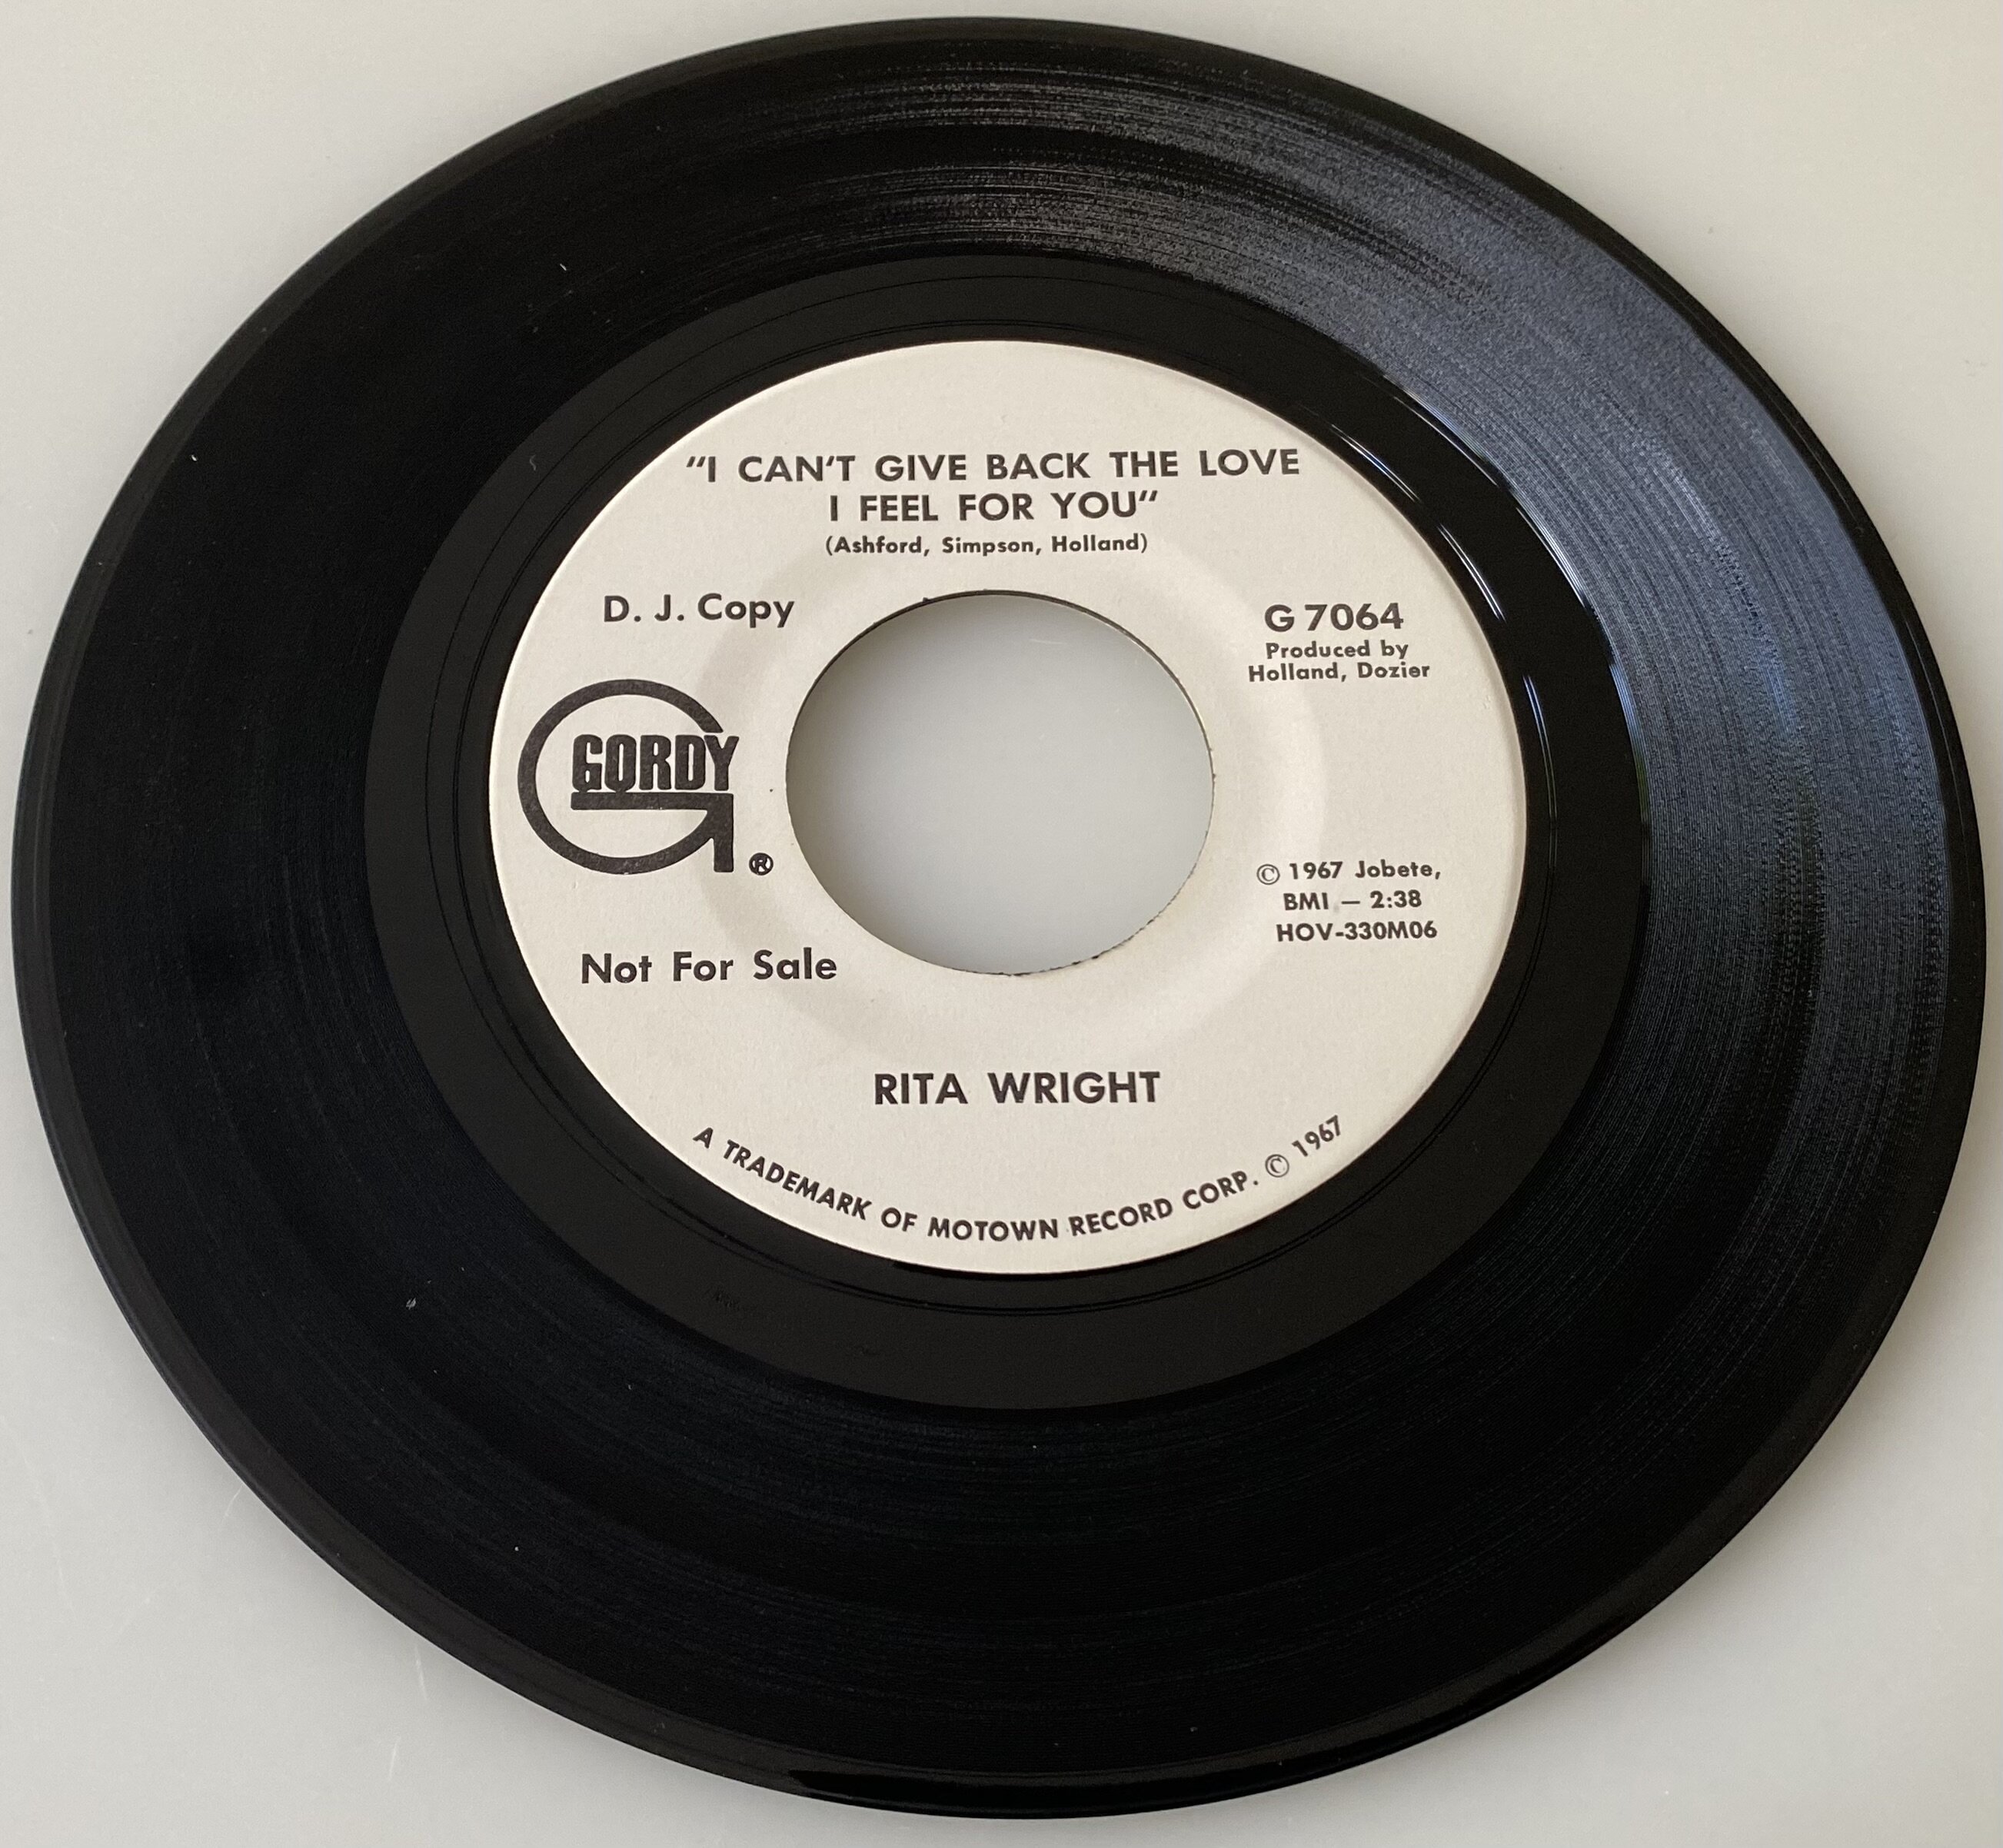 “I CAN'T GIVE BACK THE LOVE
I FEEL FOR YOU“
(Ashford, Simpson, Holland)
D. J. Copy
G 7064
Produced by
Holland, Dozier
GORDY
®
© 1967 Jobete,
BMI — 2:38
HOV-330M06
Not For Sale
RITA WRIGHT
A TRADEMARK OF MOTOWN RECORD CORP. © 1967